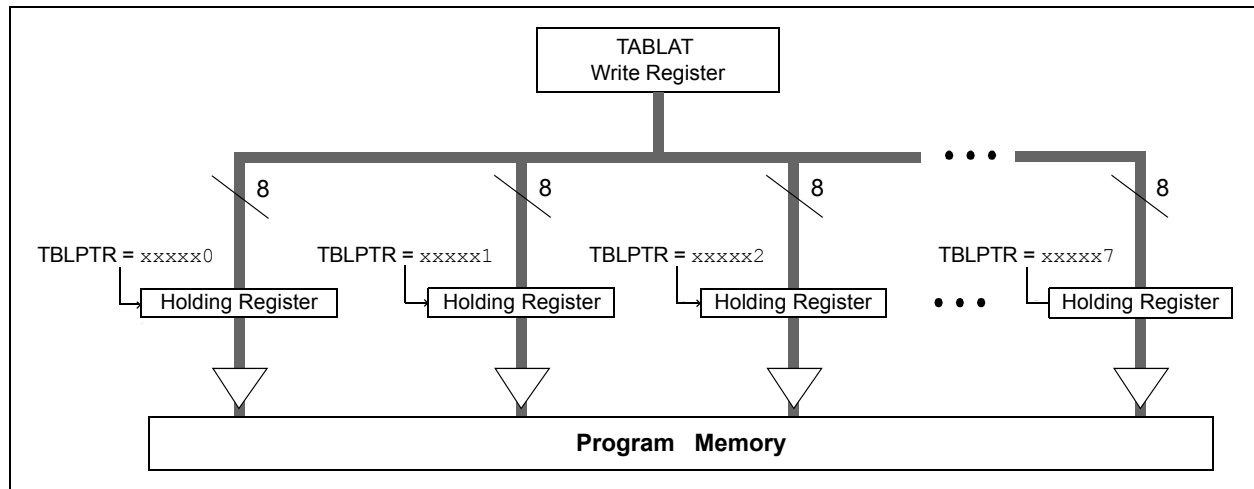 TABLAT
Write Register
8 8 8 8
TBLPTR = xxxxx0 TBLPTR = xxxxx1 TBLPTR = xxxxx2 TBLPTR = xxxxx7
Holding Register Holding Register Holding Register Holding Register
Program Memory